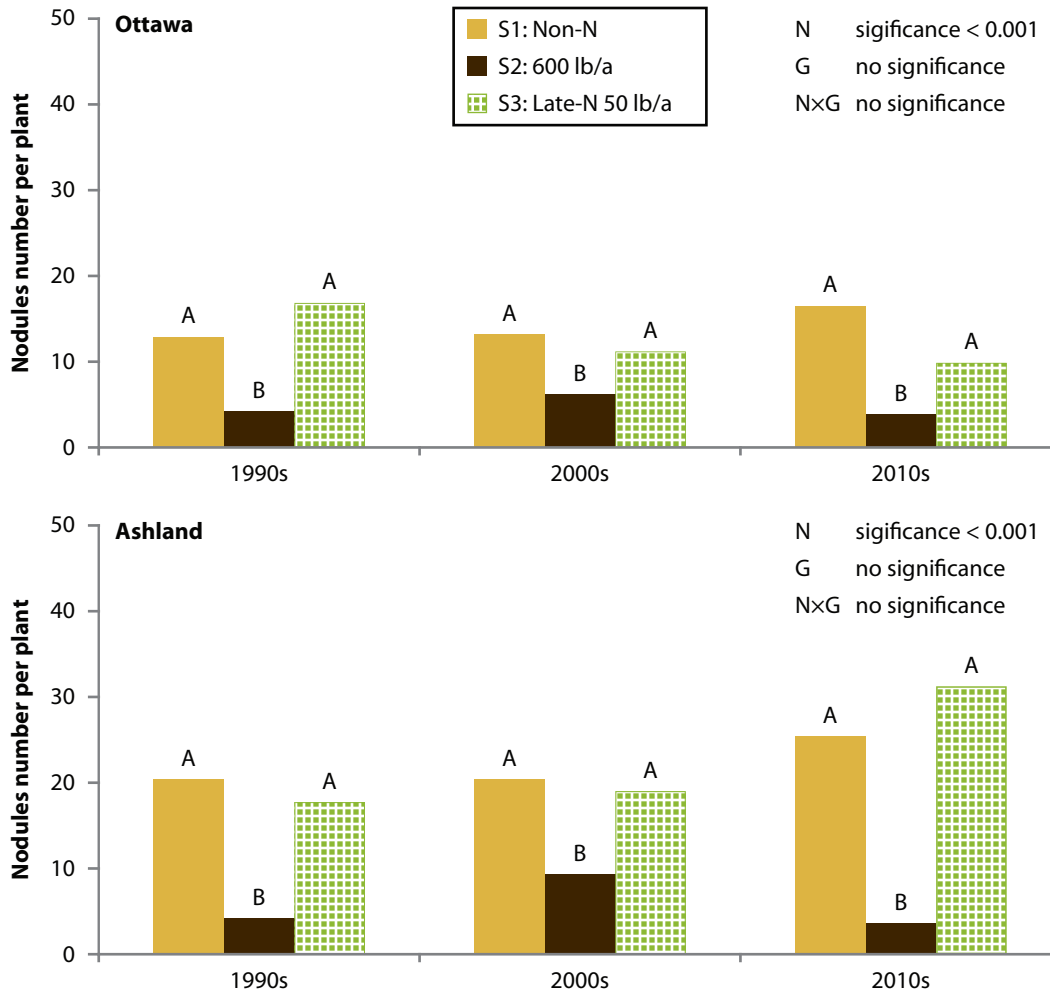 Ottawa
S1: Non-N
S2: 600 lb/a
S3: Late-N 50 lb/a
N sigificance < 0.001
G no significance
N×G no significance
Nodules number per plant
50
40
30
20
10
0
A
B
A
A
B
A
A
B
A
1990s
2000s
2010s
Ashland
N sigificance < 0.001
G no significance
N×G no significance
Nodules number per plant
50
40
30
20
10
0
A
B
A
A
B
A
A
B
A
1990s
2000s
2010s